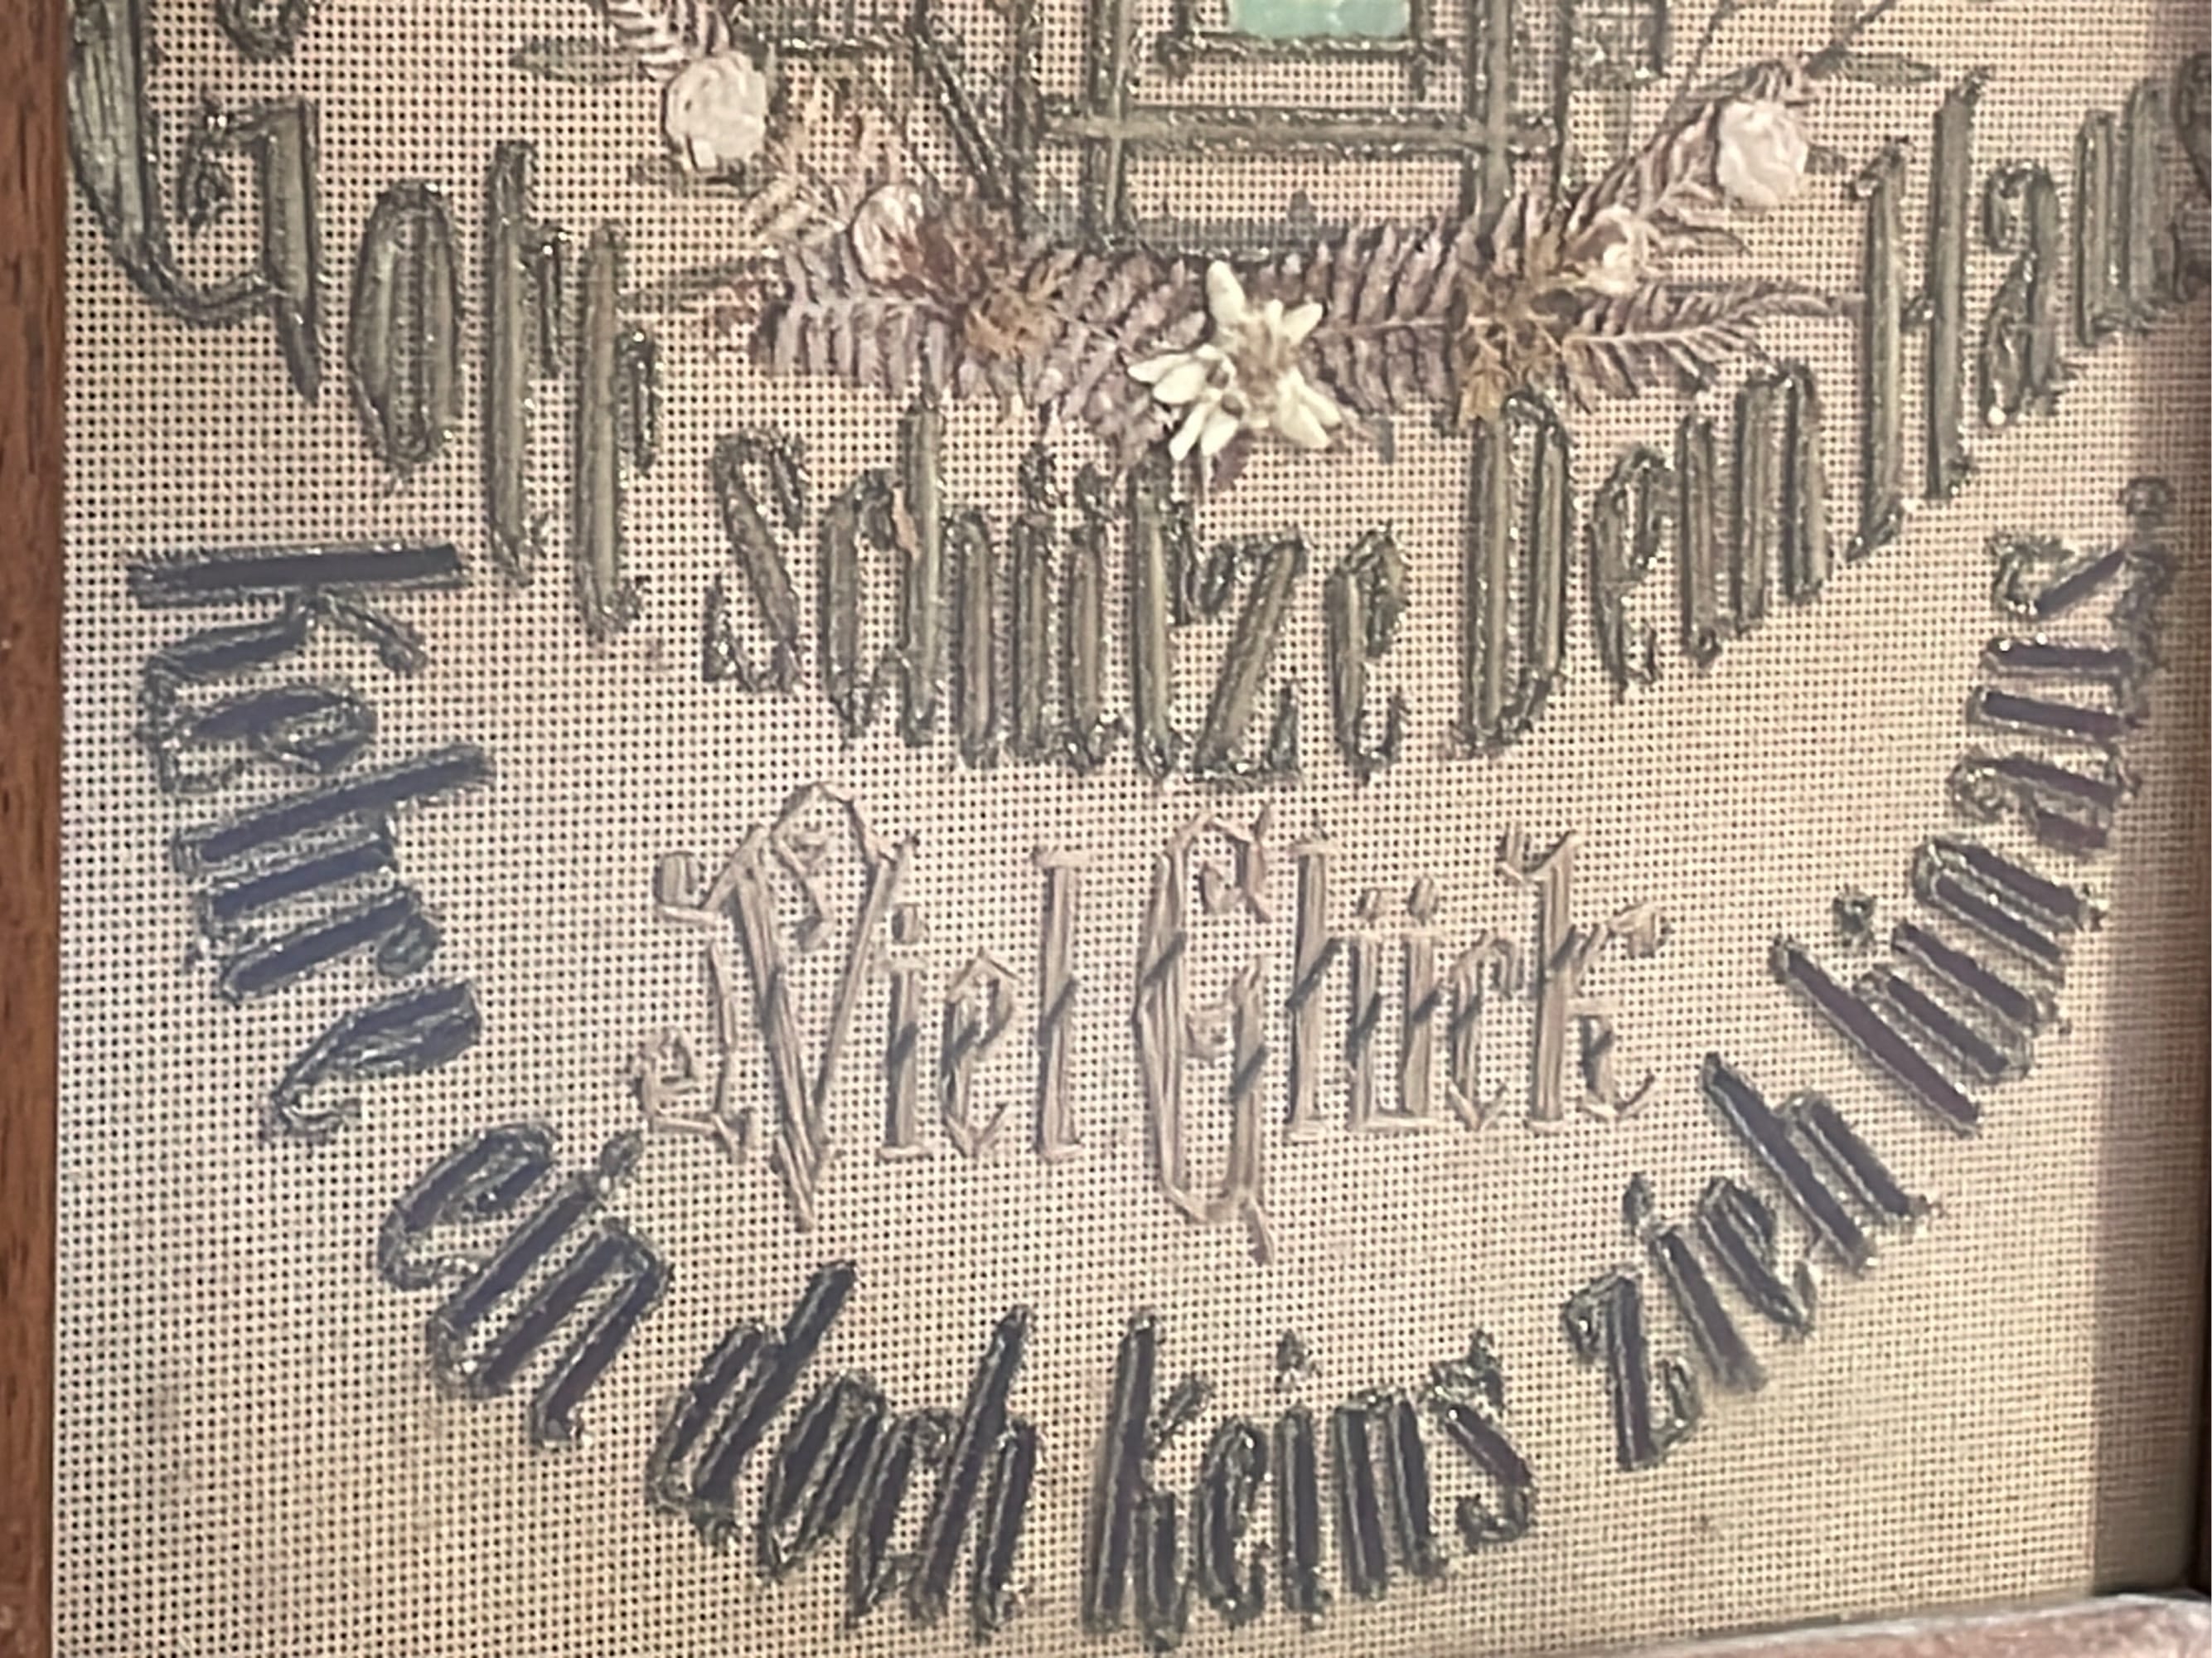 Gott Schütze Dein Haus
Viel Glück
Kehre ein doch keins zieh hinaus